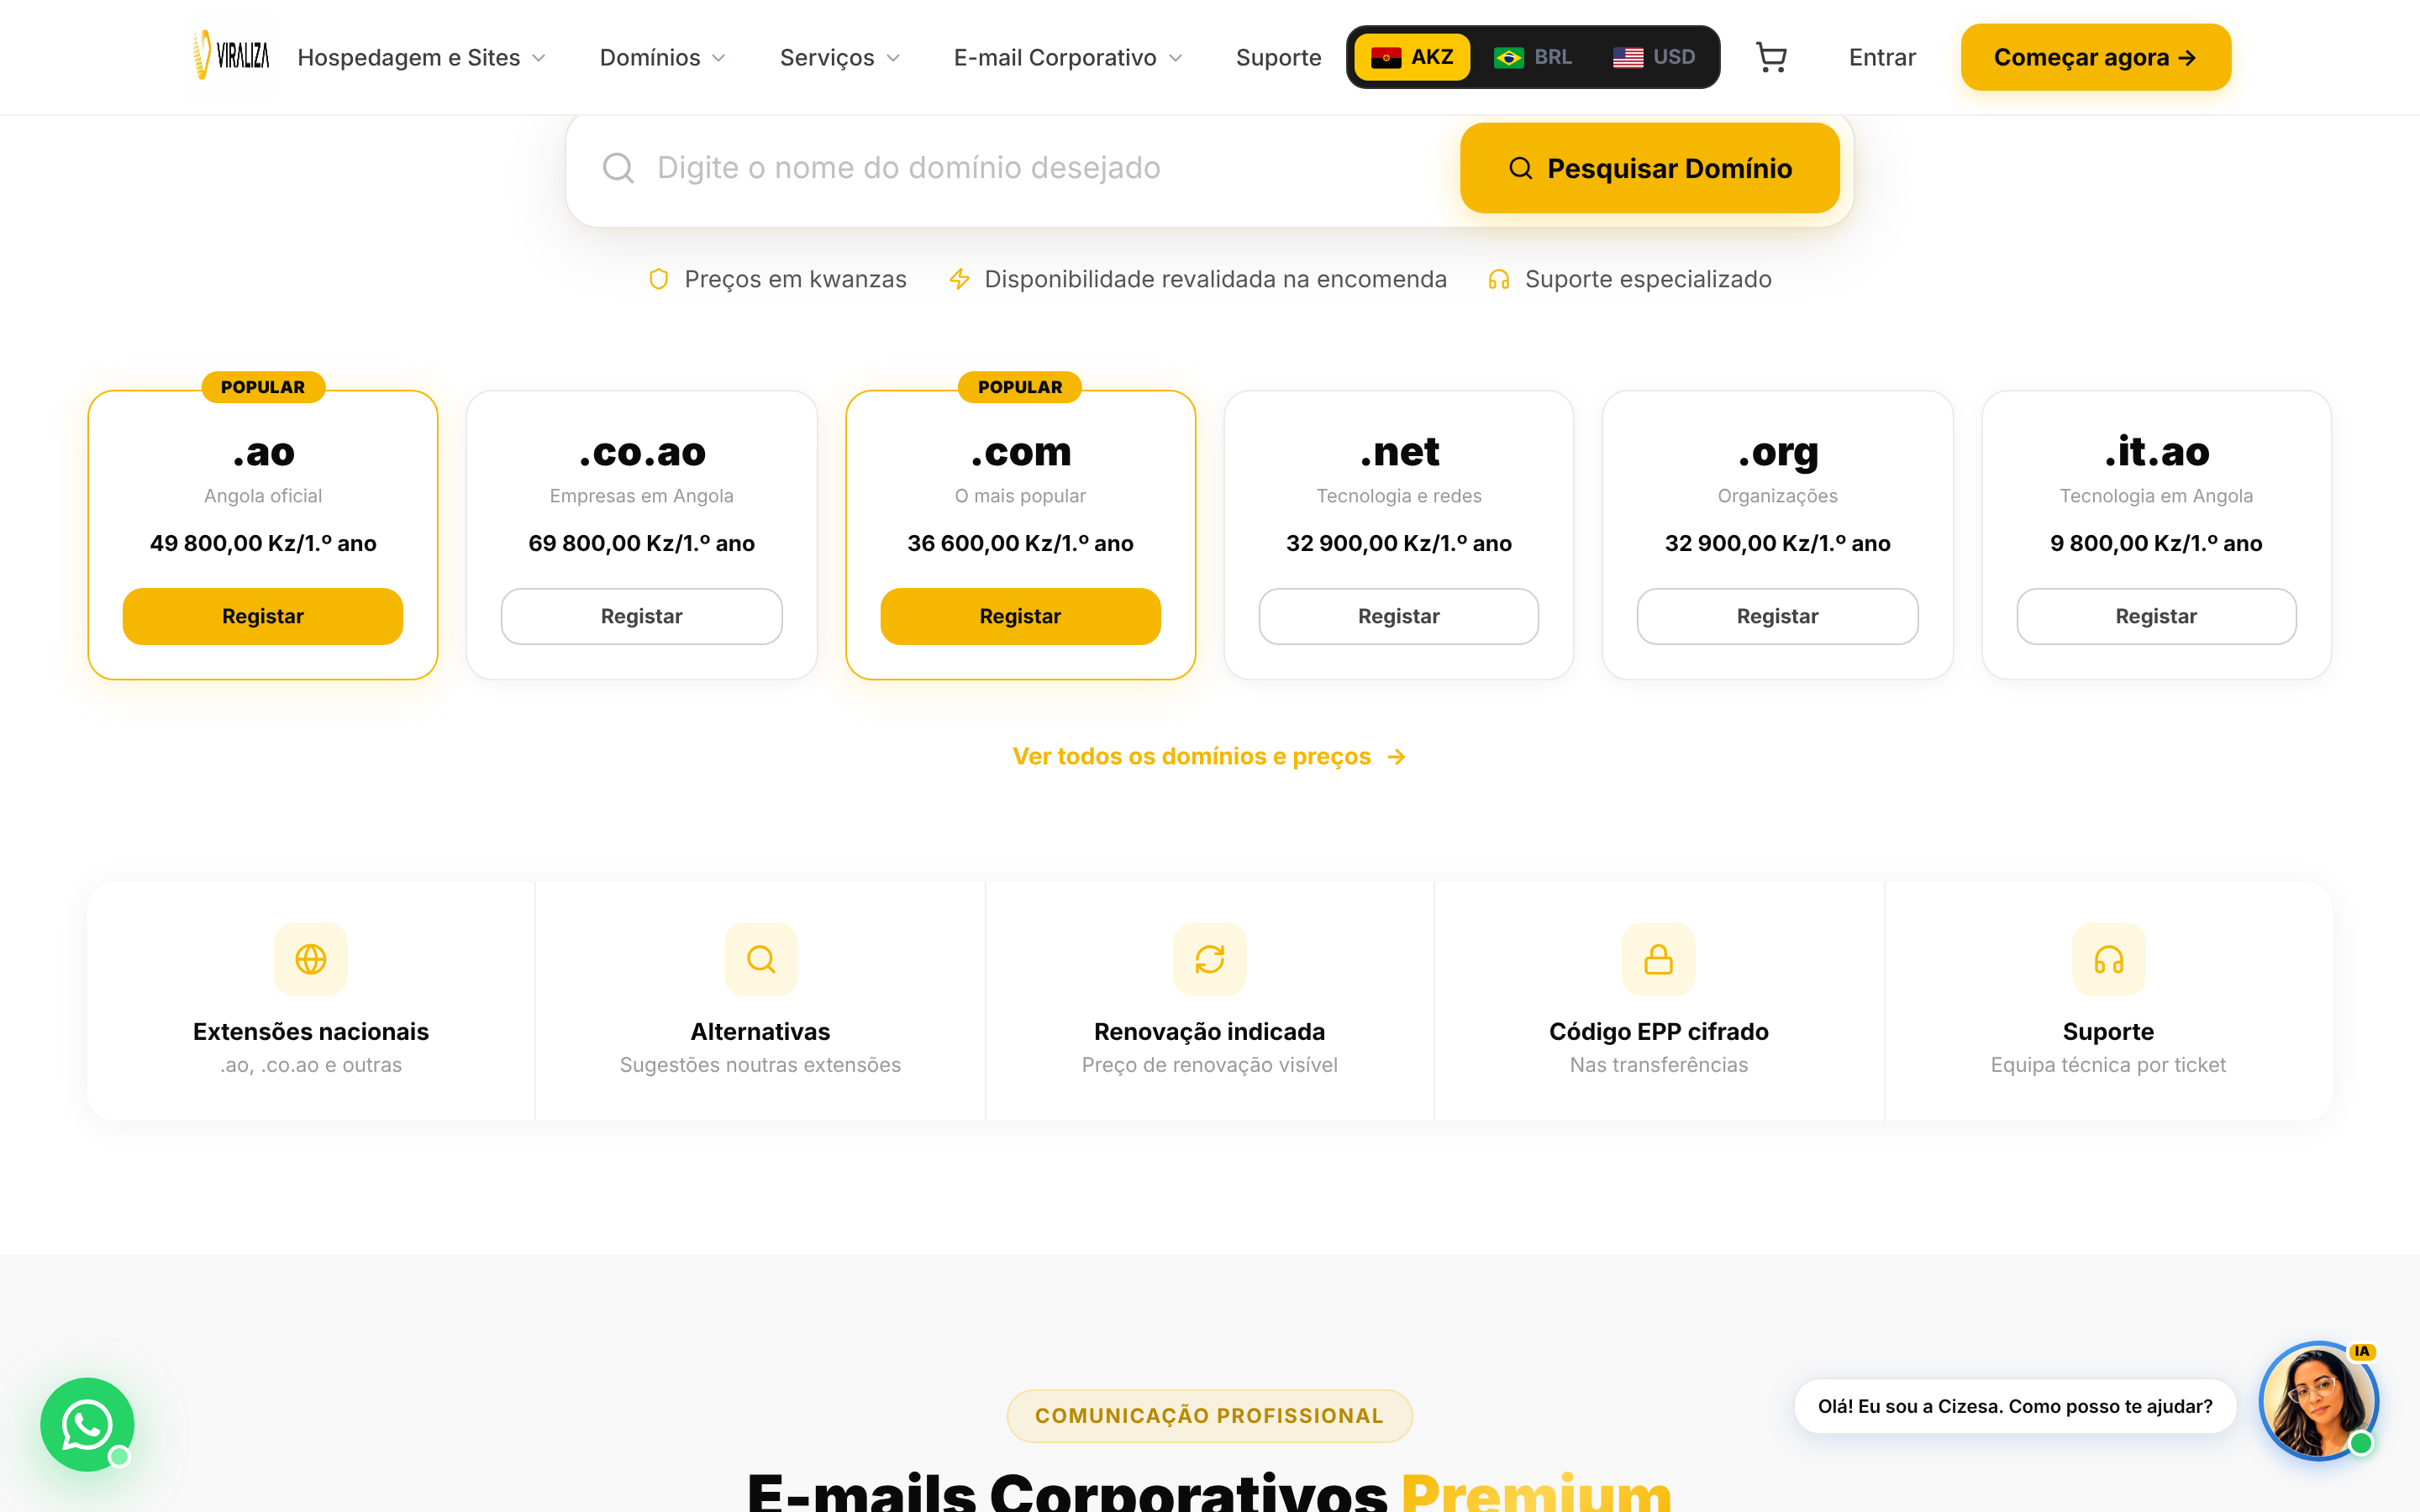 VIRALIZA
Hospedagem e Sites
Domínios
Serviços
E-mail Corporativo
Suporte
AKZ
BRL
USD
Entrar
Começar agora →
Digite o nome do domínio desejado
Pesquisar Domínio
Preços em kwanzas
Disponibilidade revalidada na encomenda
Suporte especializado
POPULAR
.ao
Angola oficial
49 800,00 Kz/1.º ano
Registar
.co.ao
Empresas em Angola
69 800,00 Kz/1.º ano
Registar
POPULAR
.com
O mais popular
36 600,00 Kz/1.º ano
Registar
.net
Tecnologia e redes
32 900,00 Kz/1.º ano
Registar
.org
Organizações
32 900,00 Kz/1.º ano
Registar
.it.ao
Tecnologia em Angola
9 800,00 Kz/1.º ano
Registar
Ver todos os domínios e preços →
Extensões nacionais
.ao, .co.ao e outras
Alternativas
Sugestões noutras extensões
Renovação indicada
Preço de renovação visível
Código EPP cifrado
Nas transferências
Suporte
Equipa técnica por ticket
COMUNICAÇÃO PROFISSIONAL
E-mails Corporativos Premium
Olá! Eu sou a Cizesa. Como posso te ajudar?
IA